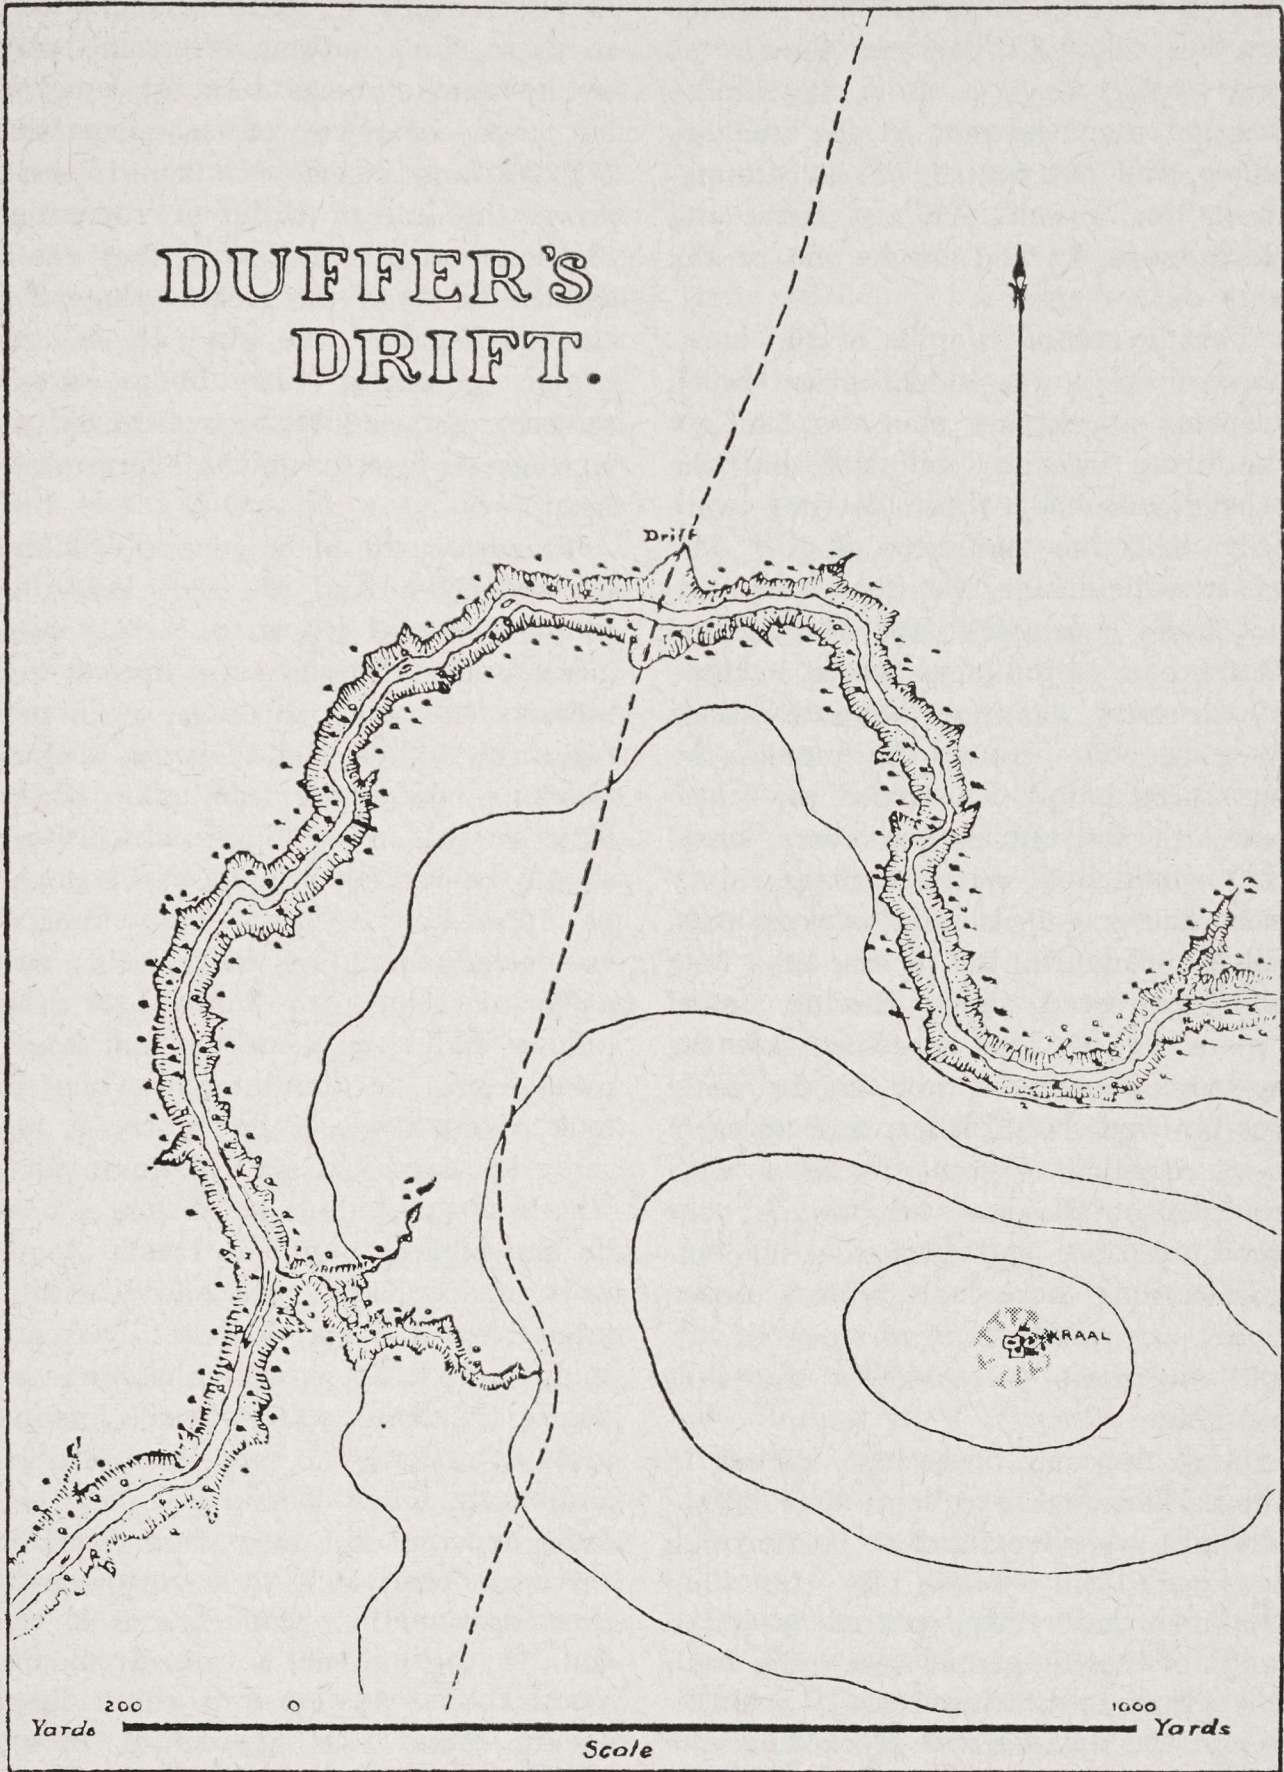 DUFFER'S
DRIFT.
Drift
KRAAL
200 0 1000
Yards Yards
Scale